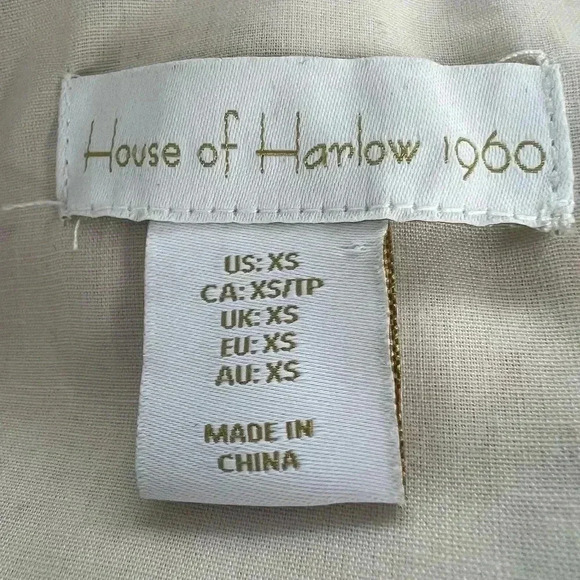 House of Harlow 1960
US: XS
CA: XS/TP
UK: XS
EU: XS
AU: XS
MADE IN
CHINA